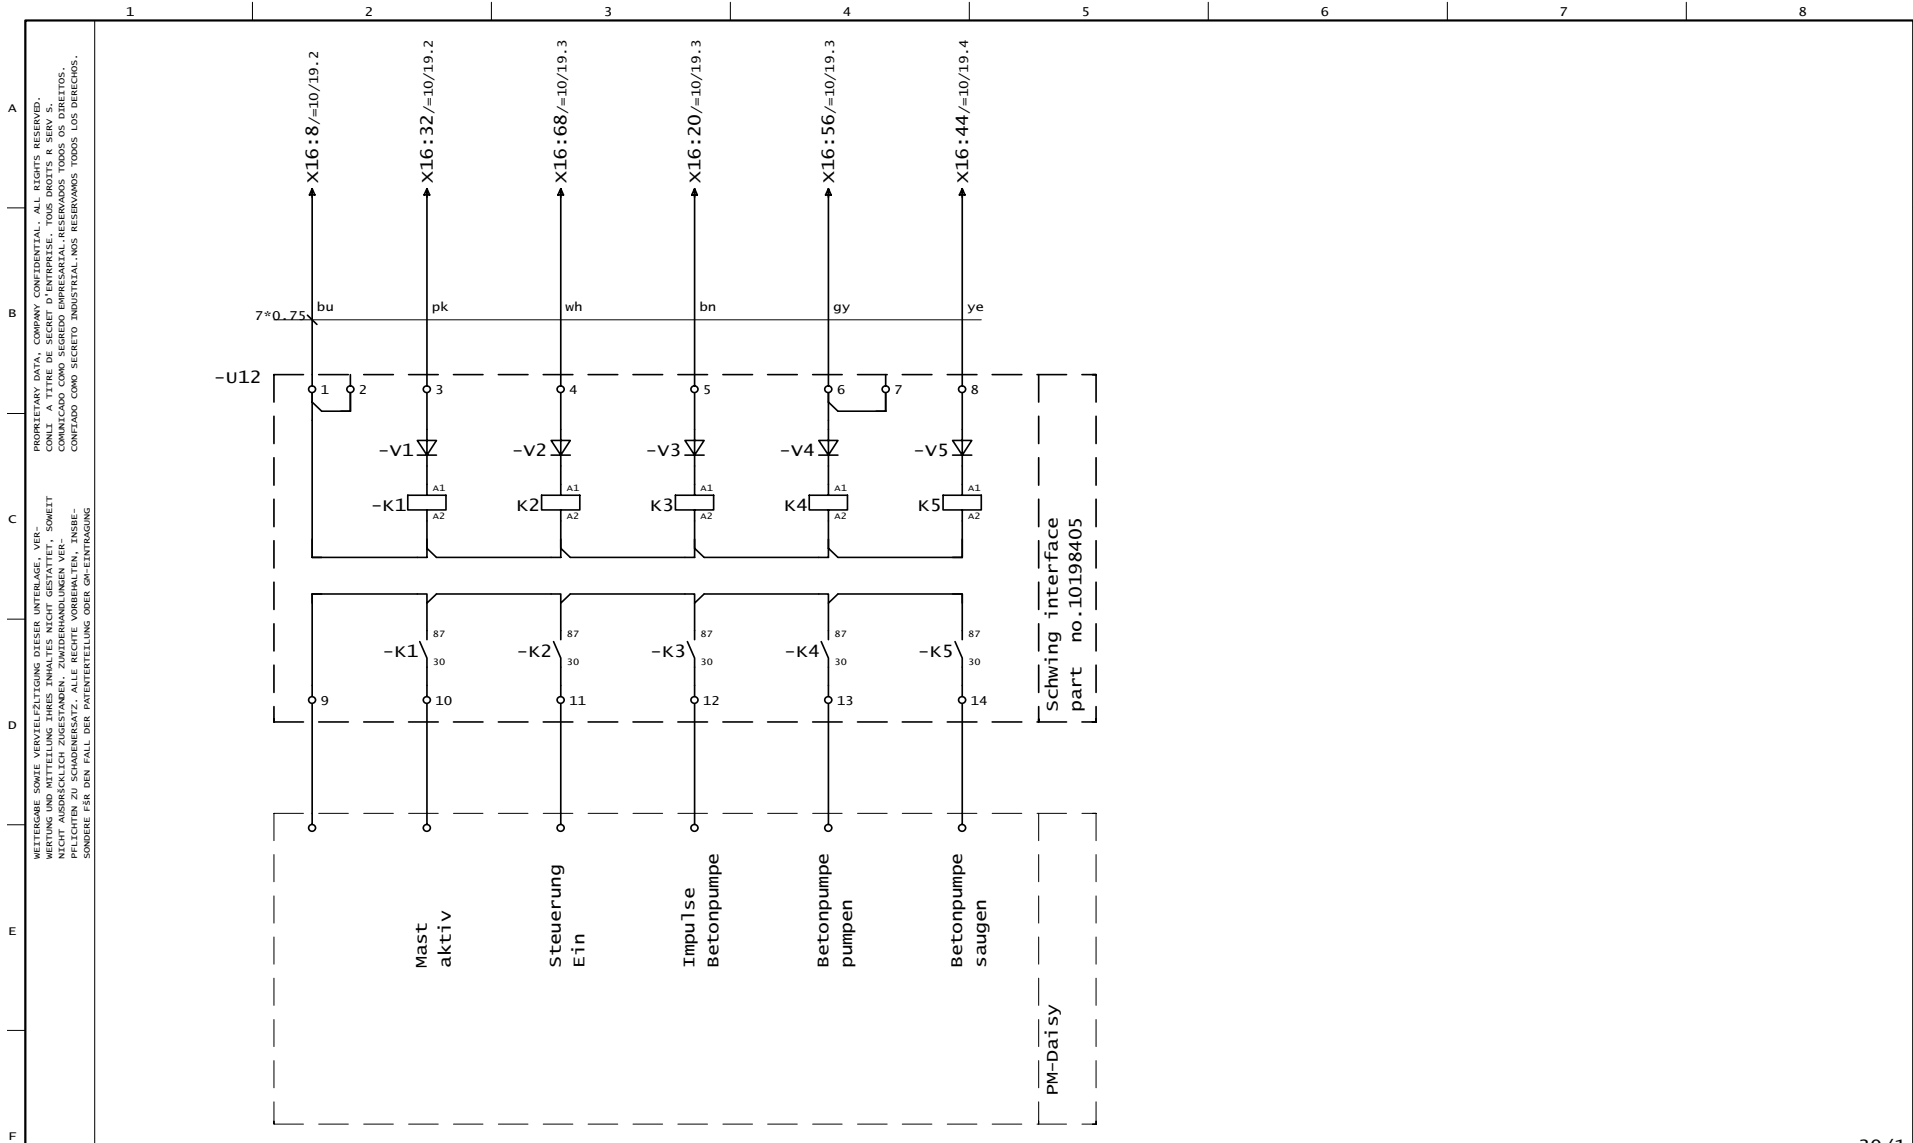 1 2 3 4 5 6 7 8
A
B
C
D
E
F
PROPRIETARY DATA, COMPANY CONFIDENTIAL. ALL RIGHTS RESERVED.
CONLI A TITRE DE SECRET D'ENTRPRISE. TOUS DROITS R SERV S.
COMUNICADO COMO SEGREDO EMPRESARIAL.RESERVADOS TODOS OS DIREITOS.
CONFIADO COMO SECRETO INDUSTRIAL.NOS RESERVAMOS TODOS LOS DERECHOS.
WEITERGABE SOWIE VERVIELFŽLTIGUNG DIESER UNTERLAGE, VER-
WERTUNG UND MITTEILUNG IHRES INHALTES NICHT GESTATTET, SOWEIT
NICHT AUSDRŠCKLICH ZUGESTANDEN. ZUWIDERHANDLUNGEN VER-
PFLICHTEN ZU SCHADENERSATZ. ALLE RECHTE VORBEHALTEN, INSBE-
SONDERE FŠR DEN FALL DER PATENTERTEILUNG ODER GM-EINTRAGUNG
X16:8/=10/19.2
X16:32/=10/19.2
X16:68/=10/19.3
X16:20/=10/19.3
X16:56/=10/19.3
X16:44/=10/19.4
7*0.75 bu pk wh bn gy ye
-U12 1 2 3 4 5 6 7 8
-V1 -V2 -V3 -V4 -V5
A1 A1 A1 A1 A1
-K1 K2 K3 K4 K5
A2 A2 A2 A2 A2
87 87 87 87 87
-K1 -K2 -K3 -K4 -K5
30 30 30 30 30
9 10 11 12 13 14
Schwing interface
part no.10198405
Mast
aktiv
Steuerung
Ein
Impulse
Betonpumpe
Betonpumpe
pumpen
Betonpumpe
saugen
PM-Daisy